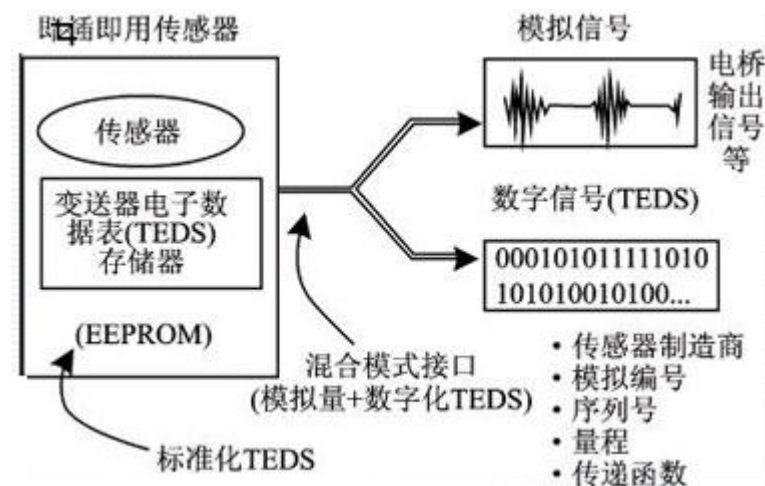 即插即用传感器
传感器
变送器电子数
据表(TEDS)
存储器
(EEPROM)
标准化TEDS
混合模式接口
(模拟量+数字化TEDS)
模拟信号
电桥
输出
信号
等
数字信号(TEDS)
000101011111010
101010010100...
·传感器制造商
·模拟编号
·序列号
·量程
·传递函数